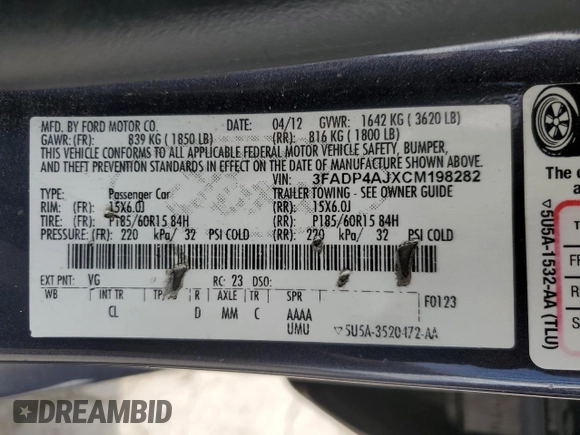 MFD. BY FORD MOTOR CO. DATE: 04/12 GVWR: 1642 KG ( 3620 LB)
GAWR: (FR): 839 KG ( 1850 LB) (RR): 816 KG ( 1800 LB)
THIS VEHICLE CONFORMS TO ALL APPLICABLE FEDERAL MOTOR VEHICLE SAFETY, BUMPER,
AND THEFT PREVENTION STANDARDS IN EFFECT ON THE DATE OF MANUFACTURE SHOWN ABOVE.
VIN: 3FADP4AJXCM198282
TYPE: Passenger Car TRAILER TOWING - SEE OWNER GUIDE
RIM: (FR): 15X6.0J (RR): 15X6.0J
TIRE: (FR): P185/60R15 84H (RR): P185/60R15 84H
PRESSURE: (FR): 220 kPa/ 32 PSI COLD (RR): 220 kPa/ 32 PSI COLD
EXT PNT: VG RC: 23 DSO:
WB INT TR TP/PS R AXLE TR SPR F0123
CL D MM C AAAA
UMU ▽5U5A-3520472-AA
The
a
▽5U5A-1532-AA (TLU)
T
F
R
S
DREAMBID